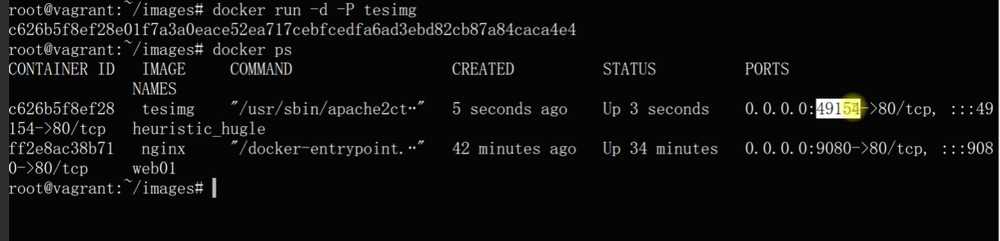 root@vagrant:~/images# docker run -d -P tesimg
c626b5f8ef28e01f7a3a0eace52ea717cebfcedfa6ad3ebd82cb87a84caca4e4
root@vagrant:~/images# docker ps
CONTAINER ID   IMAGE     COMMAND                  CREATED          STATUS          PORTS
               NAMES
c626b5f8ef28   tesimg    "/usr/sbin/apache2ct…"   5 seconds ago    Up 3 seconds    0.0.0.0:49154->80/tcp, :::49
154->80/tcp   heuristic_hugle
ff2e8ac38b71   nginx     "/docker-entrypoint.…"   42 minutes ago   Up 34 minutes   0.0.0.0:9080->80/tcp, :::908
0->80/tcp     web01
root@vagrant:~/images#